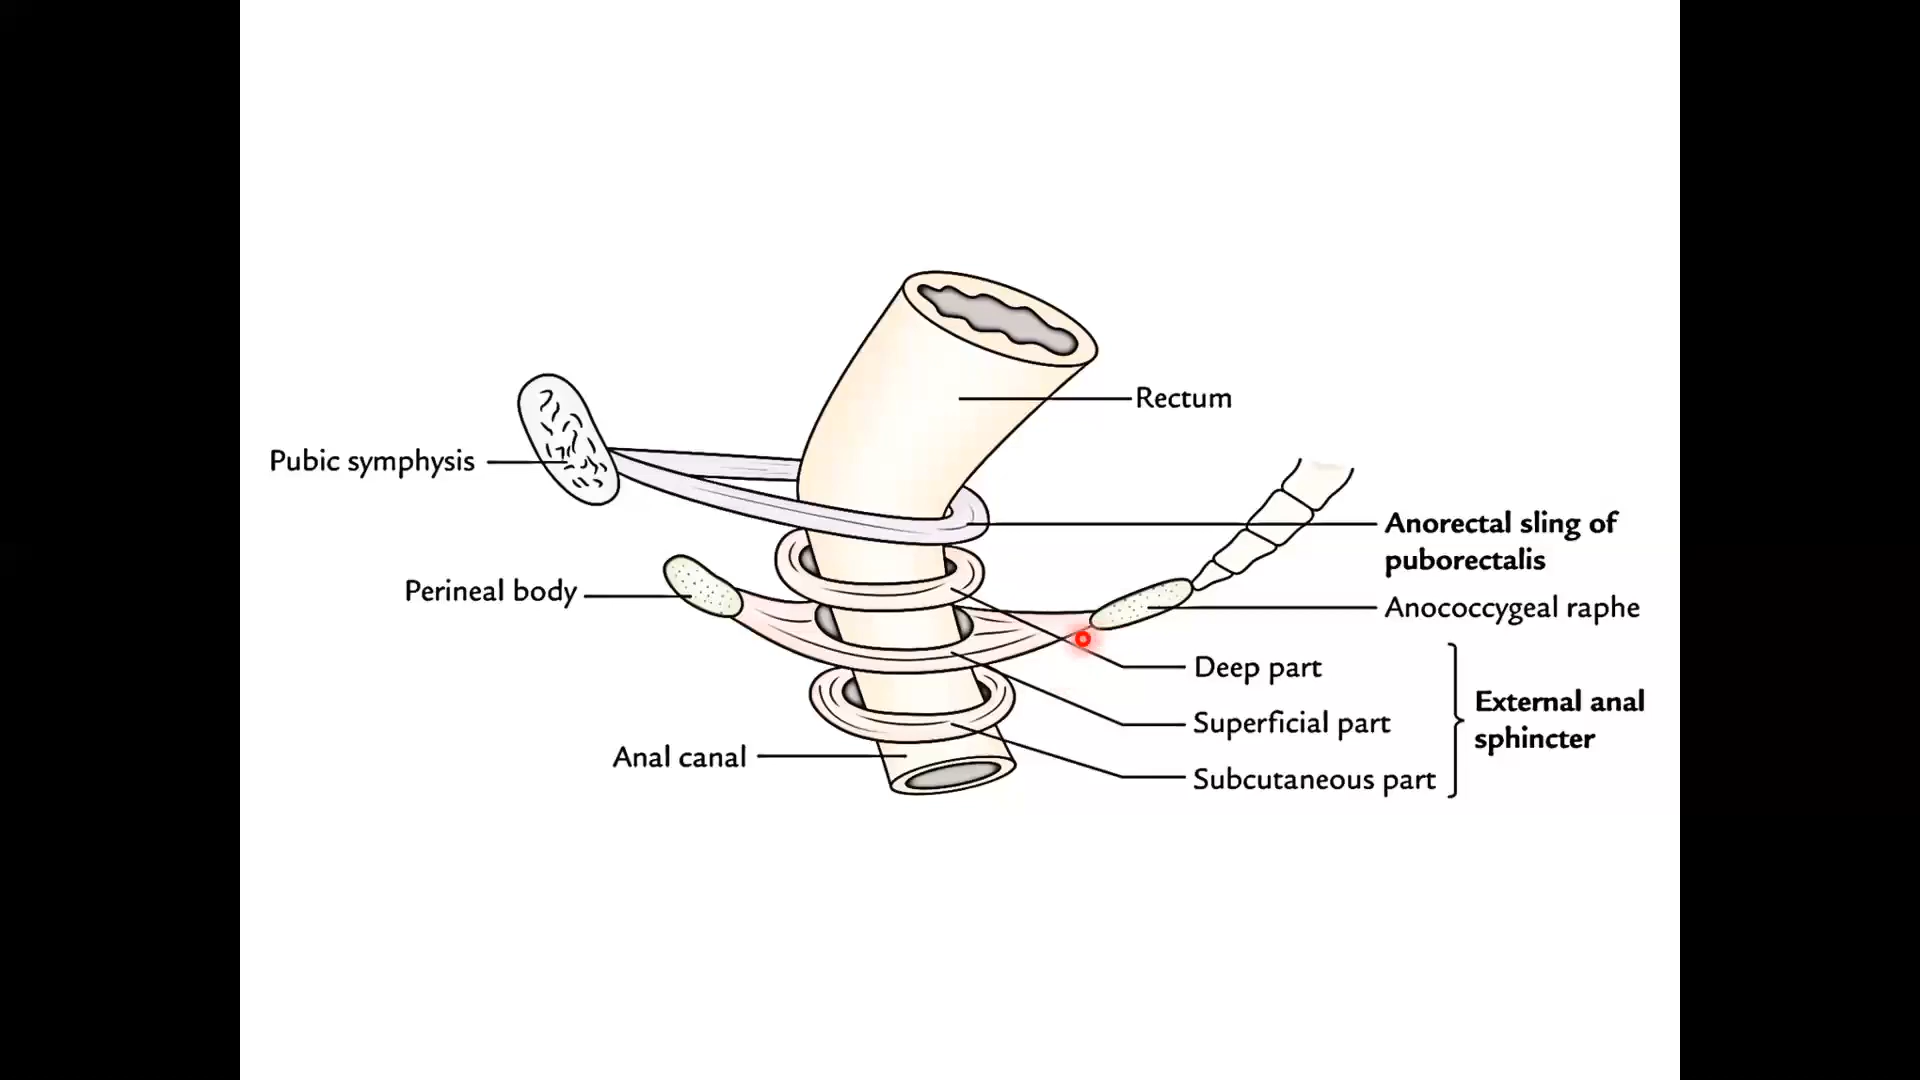 Rectum
Pubic symphysis
Anorectal sling of
puborectalis
Perineal body
Anococcygeal raphe
Deep part
Superficial part
External anal
sphincter
Anal canal
Subcutaneous part